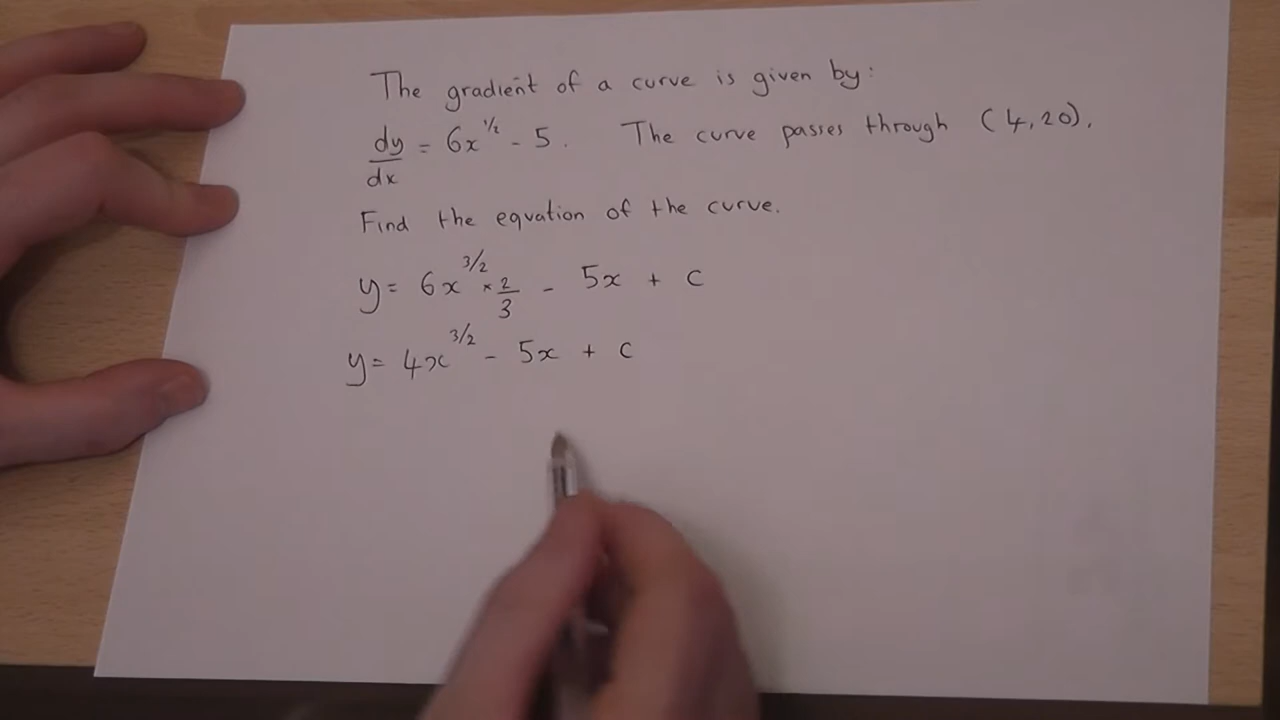 The gradient of a curve is given by:
dy/dx = 6x^1/2 - 5. The curve passes through (4,20).
Find the equation of the curve.
y = 6x^3/2 × 2/3 - 5x + c
y = 4x^3/2 - 5x + c